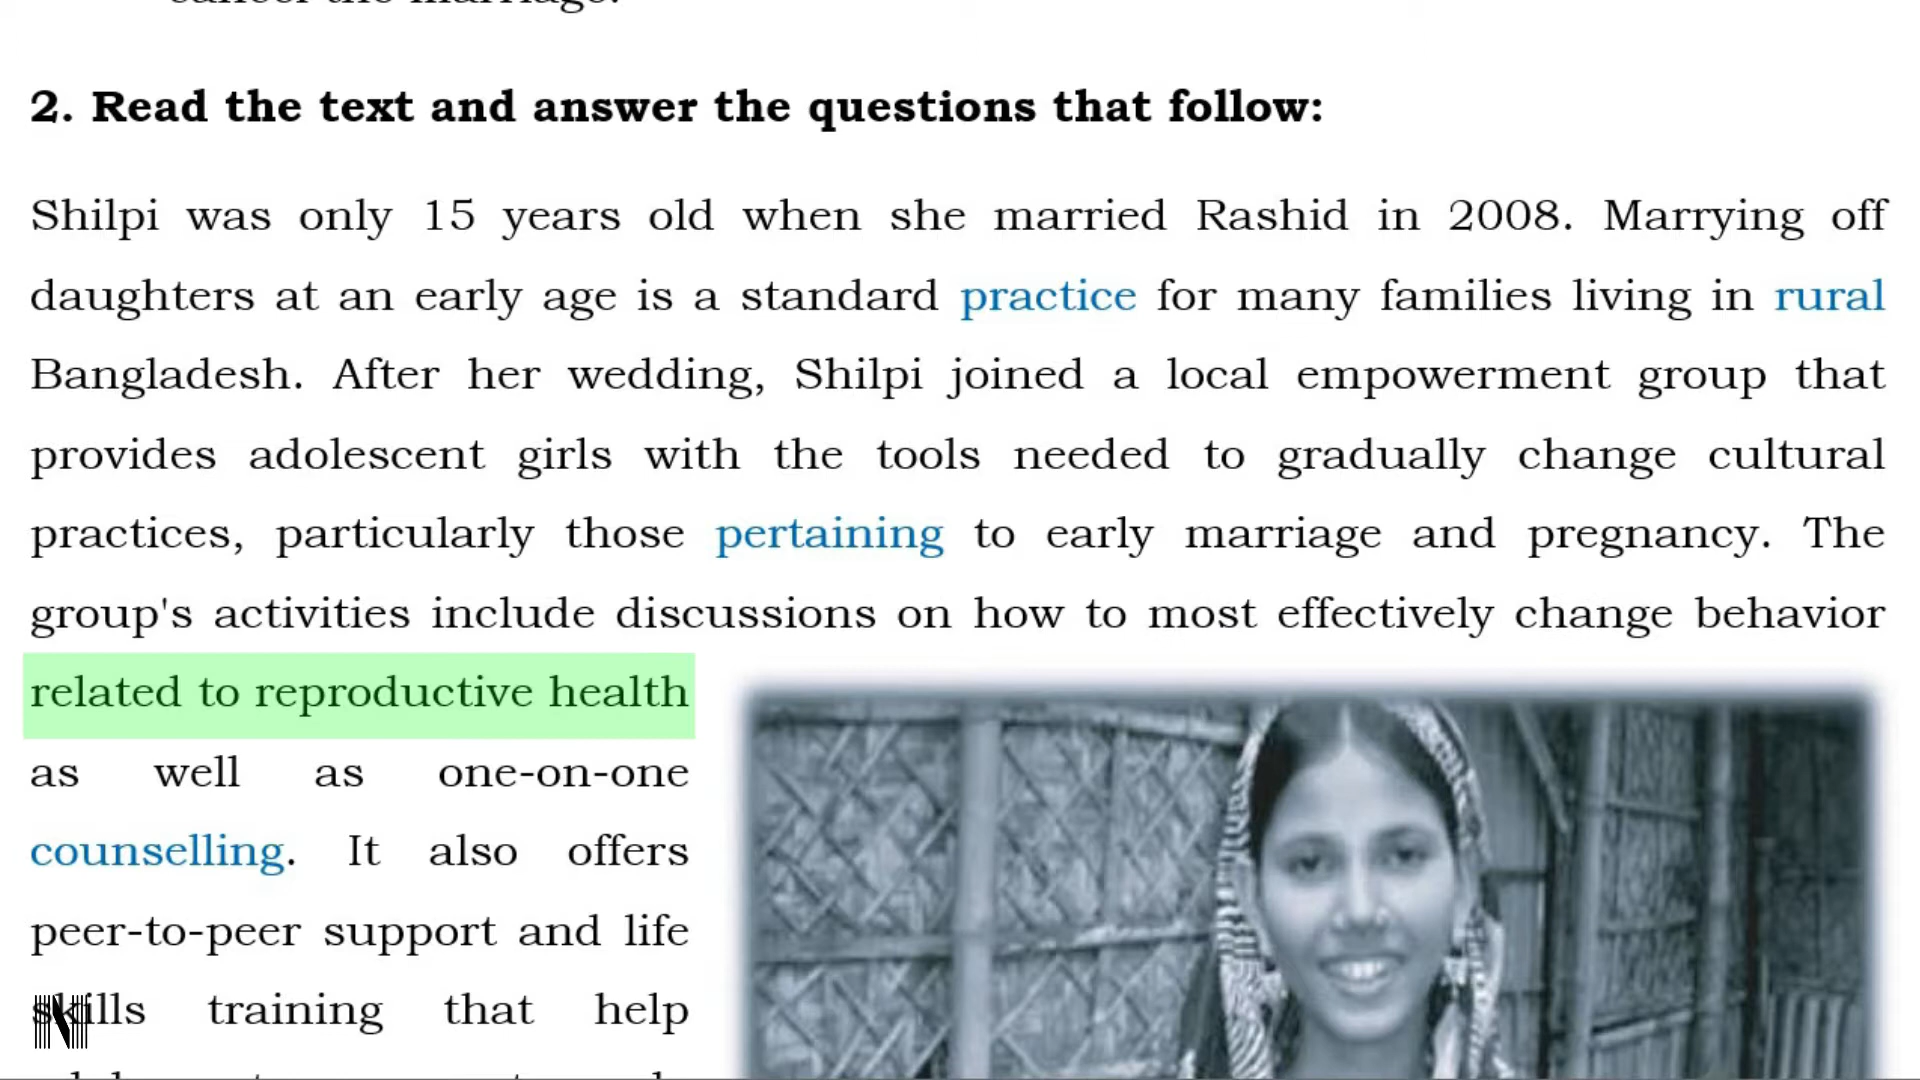 2. Read the text and answer the questions that follow:
Shilpi was only 15 years old when she married Rashid in 2008. Marrying off
daughters at an early age is a standard practice for many families living in rural
Bangladesh. After her wedding, Shilpi joined a local empowerment group that
provides adolescent girls with the tools needed to gradually change cultural
practices, particularly those pertaining to early marriage and pregnancy. The
group's activities include discussions on how to most effectively change behavior
related to reproductive health
as well as one-on-one
counselling. It also offers
peer-to-peer support and life
skills training that help